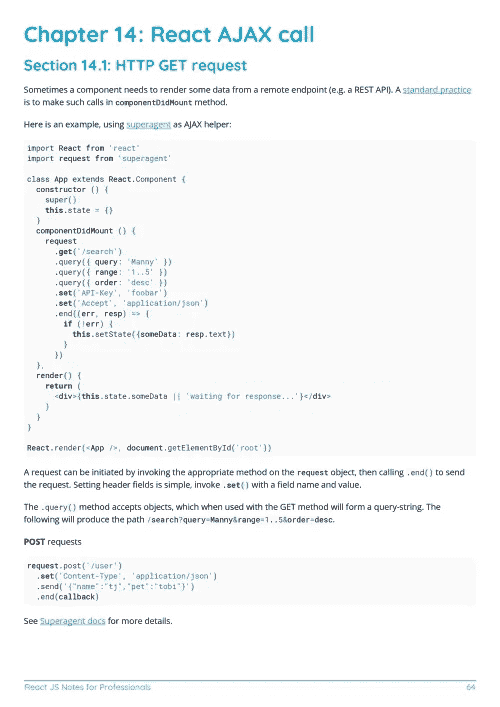 Chapter 14: React AJAX call
Section 14.1: HTTP GET request
Sometimes a component needs to render some data from a remote endpoint (e.g. a REST API). A standard practice
is to make such calls in componentDidMount method.
Here is an example, using superagent as AJAX helper:
import React from 'react'
import request from 'superagent'
class App extends React.Component {
constructor () {
super()
this.state = {}
}
componentDidMount () {
request
.get('/search')
.query({ query: 'Manny' })
.query({ range: '1..5' })
.query({ order: 'desc' })
.set('API-Key', 'foobar')
.set('Accept', 'application/json')
.end((err, resp) => {
if (!err) {
this.setState({someData: resp.text})
}
})
},
render() {
return (
<div>{this.state.someData || 'waiting for response...'}</div>
)
}
}
React.render(<App />, document.getElementById('root'))
A request can be initiated by invoking the appropriate method on the request object, then calling .end() to send
the request. Setting header fields is simple, invoke .set() with a field name and value.
The .query() method accepts objects, which when used with the GET method will form a query-string. The
following will produce the path /search?query=Manny&range=1..5&order=desc.
POST requests
request.post('/user')
.set('Content-Type', 'application/json')
.send('{"name":"tj","pet":"tobi"}')
.end(callback)
See Superagent docs for more details.
React JS Notes for Professionals 64